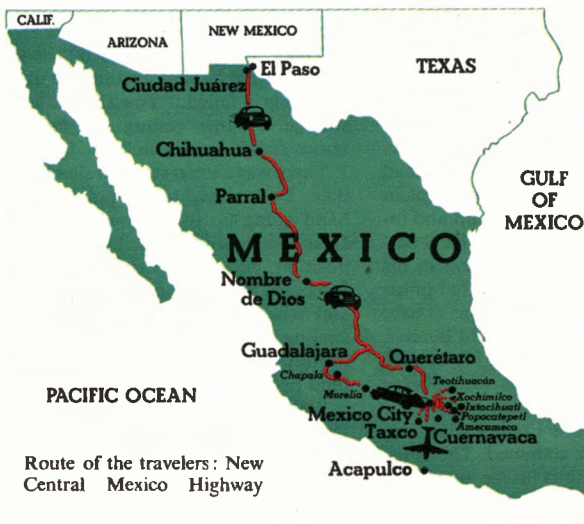 CALIF.
ARIZONA
NEW MEXICO
TEXAS
El Paso
Ciudad Juárez
Chihuahua
Parral
GULF
OF
MEXICO
MEXICO
Nombre
de Dios
Guadalajara
Querétaro
Chapala
Teotihuacán
Morelia
Xochimilco
Ixtacihuatl
Popocatepetl
Mexico City
Amecameca
Taxco
Cuernavaca
Acapulco
PACIFIC OCEAN
Route of the travelers: New
Central Mexico Highway